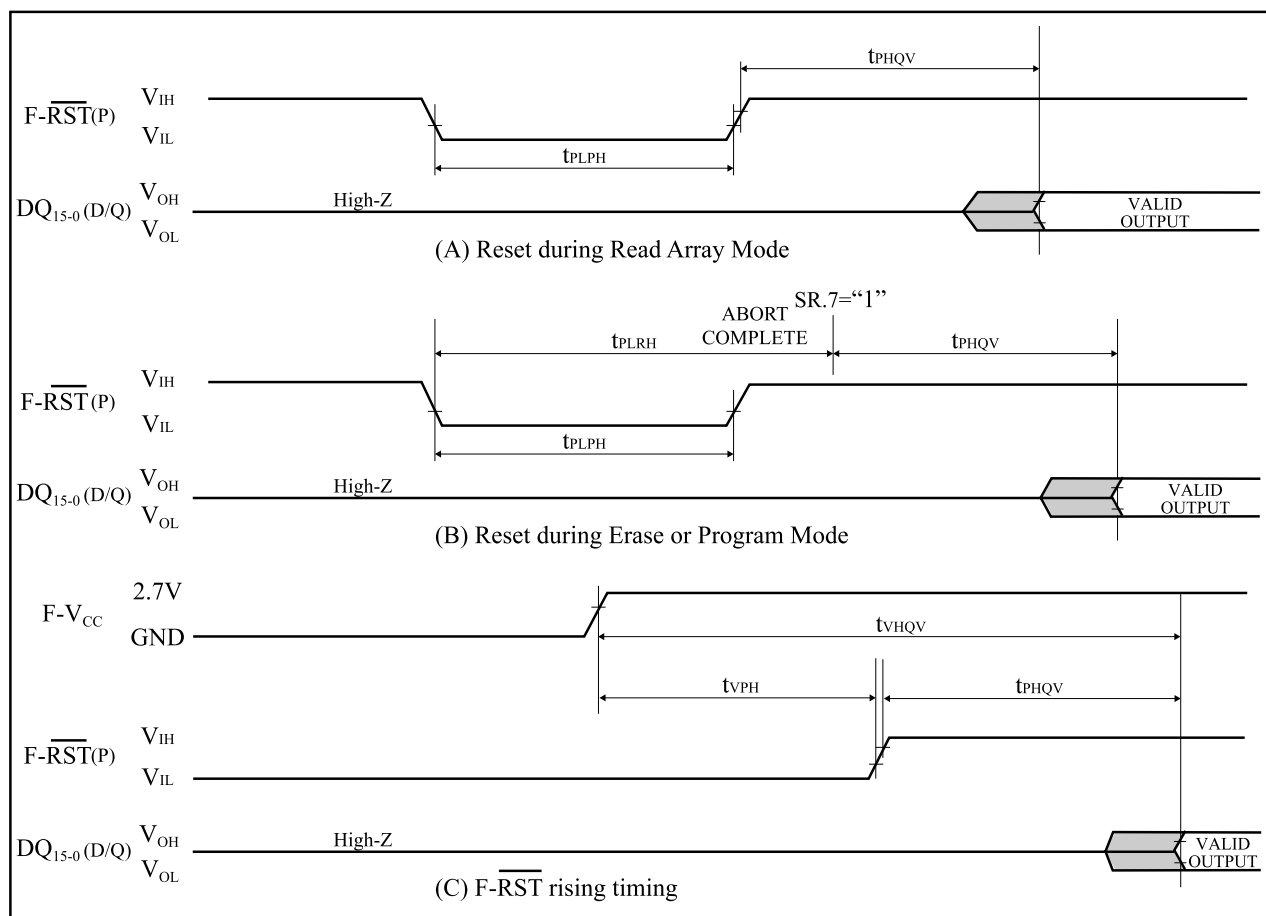 tPHQV
VIH
F-RST(P)
VIL
tPLPH
VOH
High-Z
DQ15-0 (D/Q)
VALID
OUTPUT
VOL
(A) Reset during Read Array Mode
SR.7=“1”
ABORT
COMPLETE
tPLRH
tPHQV
VIH
F-RST(P)
VIL
tPLPH
VOH
High-Z
DQ15-0 (D/Q)
VALID
OUTPUT
VOL
(B) Reset during Erase or Program Mode
2.7V
F-VCC
GND
tVHQV
tVPH
tPHQV
VIH
F-RST(P)
VIL
VOH
High-Z
DQ15-0 (D/Q)
VALID
OUTPUT
VOL
(C) F-RST rising timing